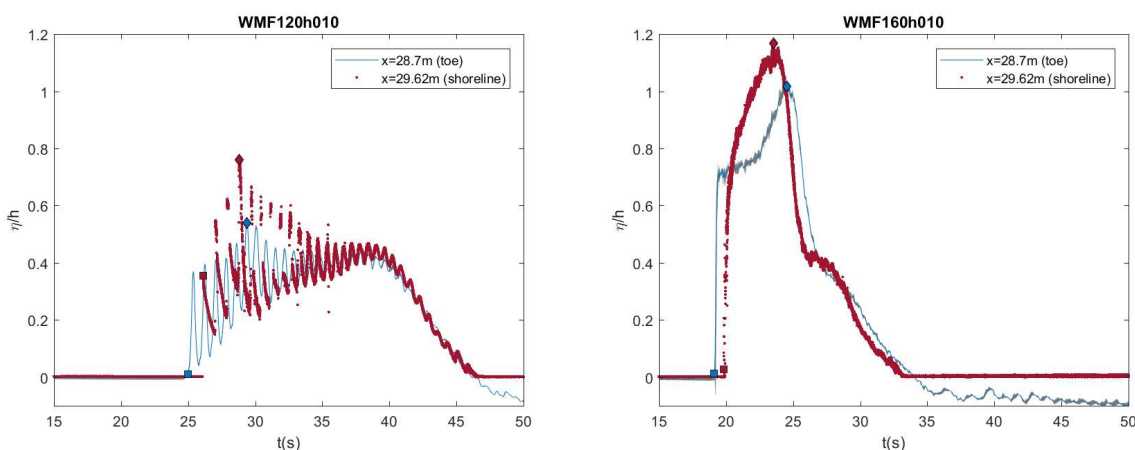 WMF120h010
1.2
1
0.8
0.6
0.4
0.2
0
η/h
x=28.7m (toe)
x=29.62m (shoreline)
15 20 25 30 35 40 45 50
t(s)
WMF160h010
1.2
1
0.8
0.6
0.4
0.2
0
η/h
x=28.7m (toe)
x=29.62m (shoreline)
15 20 25 30 35 40 45 50
t(s)